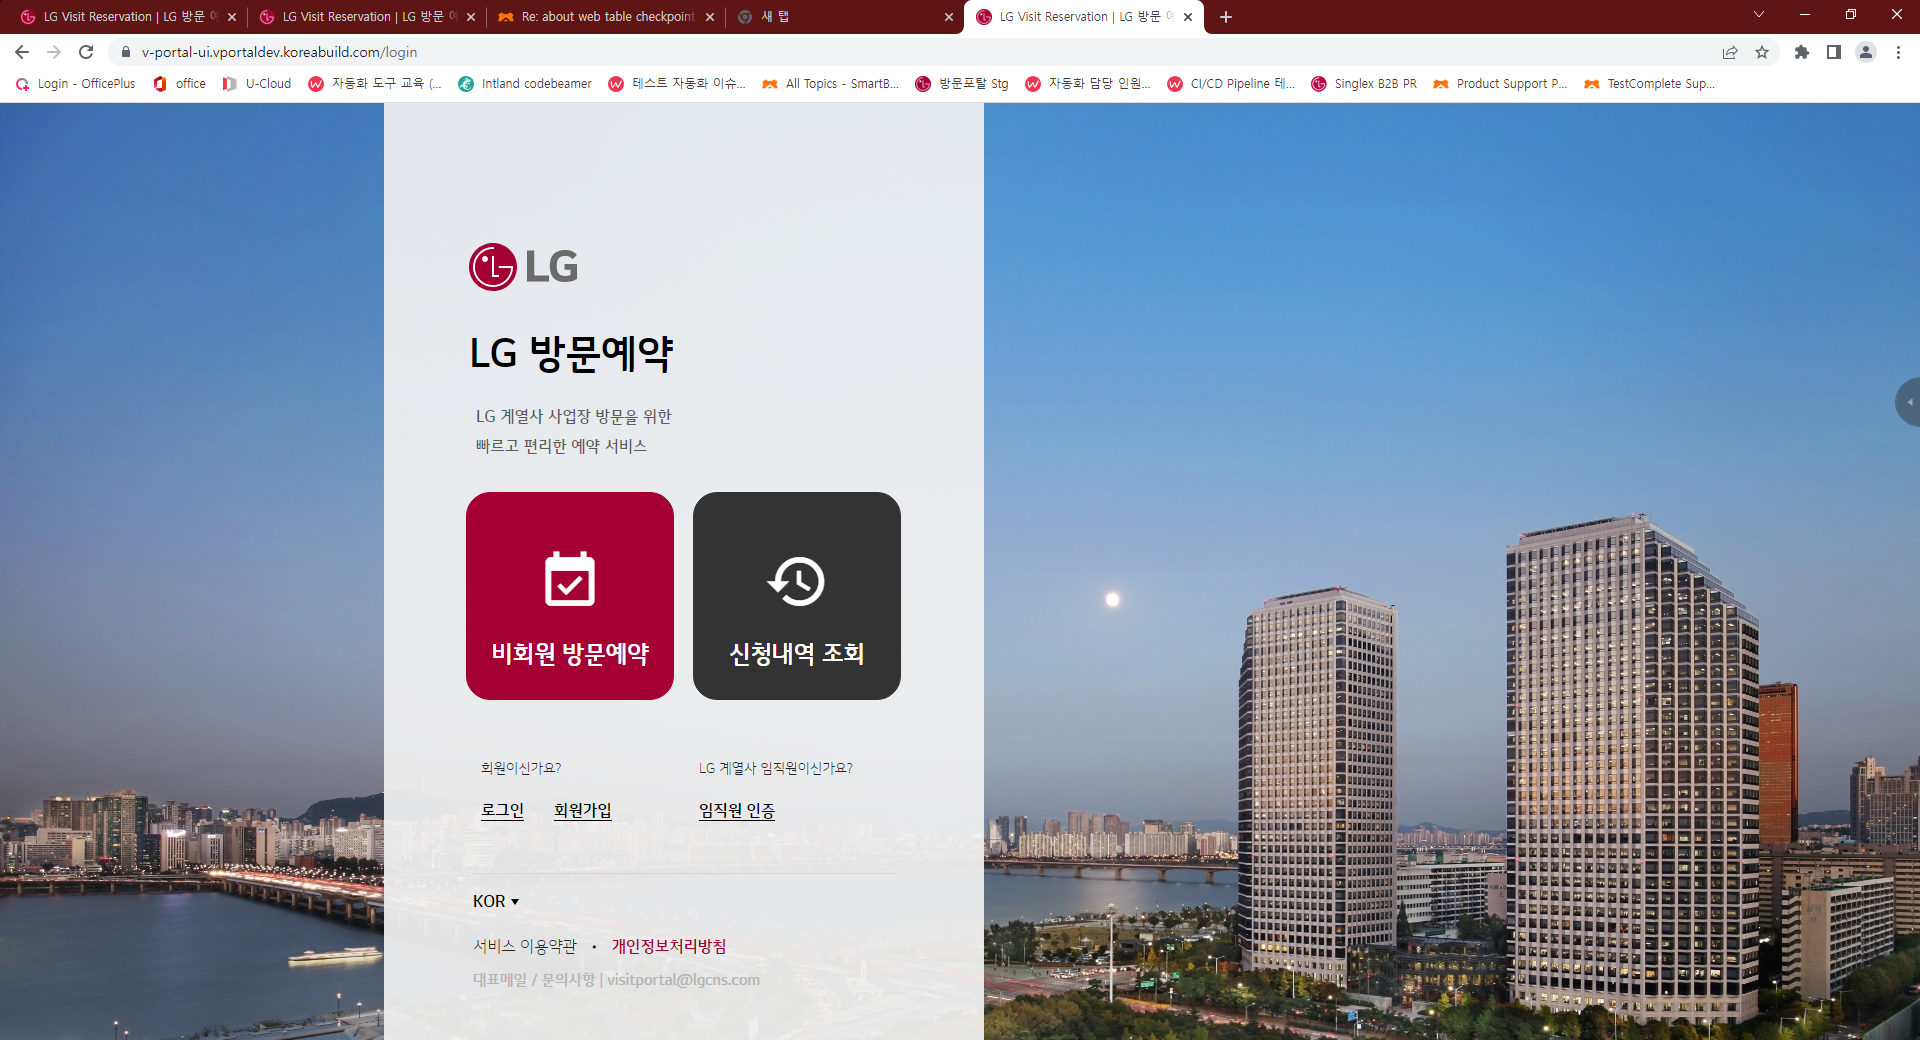 LG Visit Reservation | LG 방문
LG Visit Reservation | LG 방문
Re: about web table checkpoint
새 탭
LG Visit Reservation | LG 방문
v-portal-ui.vportaldev.koreabuild.com/login
Login - OfficePlus
office
U-Cloud
자동화 도구 교육 (...
Intland codebeamer
테스트 자동화 이슈...
All Topics - SmartB...
방문포탈 Stg
자동화 담당 인원...
CI/CD Pipeline 테...
Singlex B2B PR
Product Support P...
TestComplete Sup...
LG
LG 방문예약
LG 계열사 사업장 방문을 위한
빠르고 편리한 예약 서비스
비회원 방문예약
신청내역 조회
회원이신가요?
LG 계열사 임직원이신가요?
로그인
회원가입
임직원 인증
KOR
서비스 이용약관 • 개인정보처리방침
대표메일 / 문의사항 | visitportal@lgcns.com